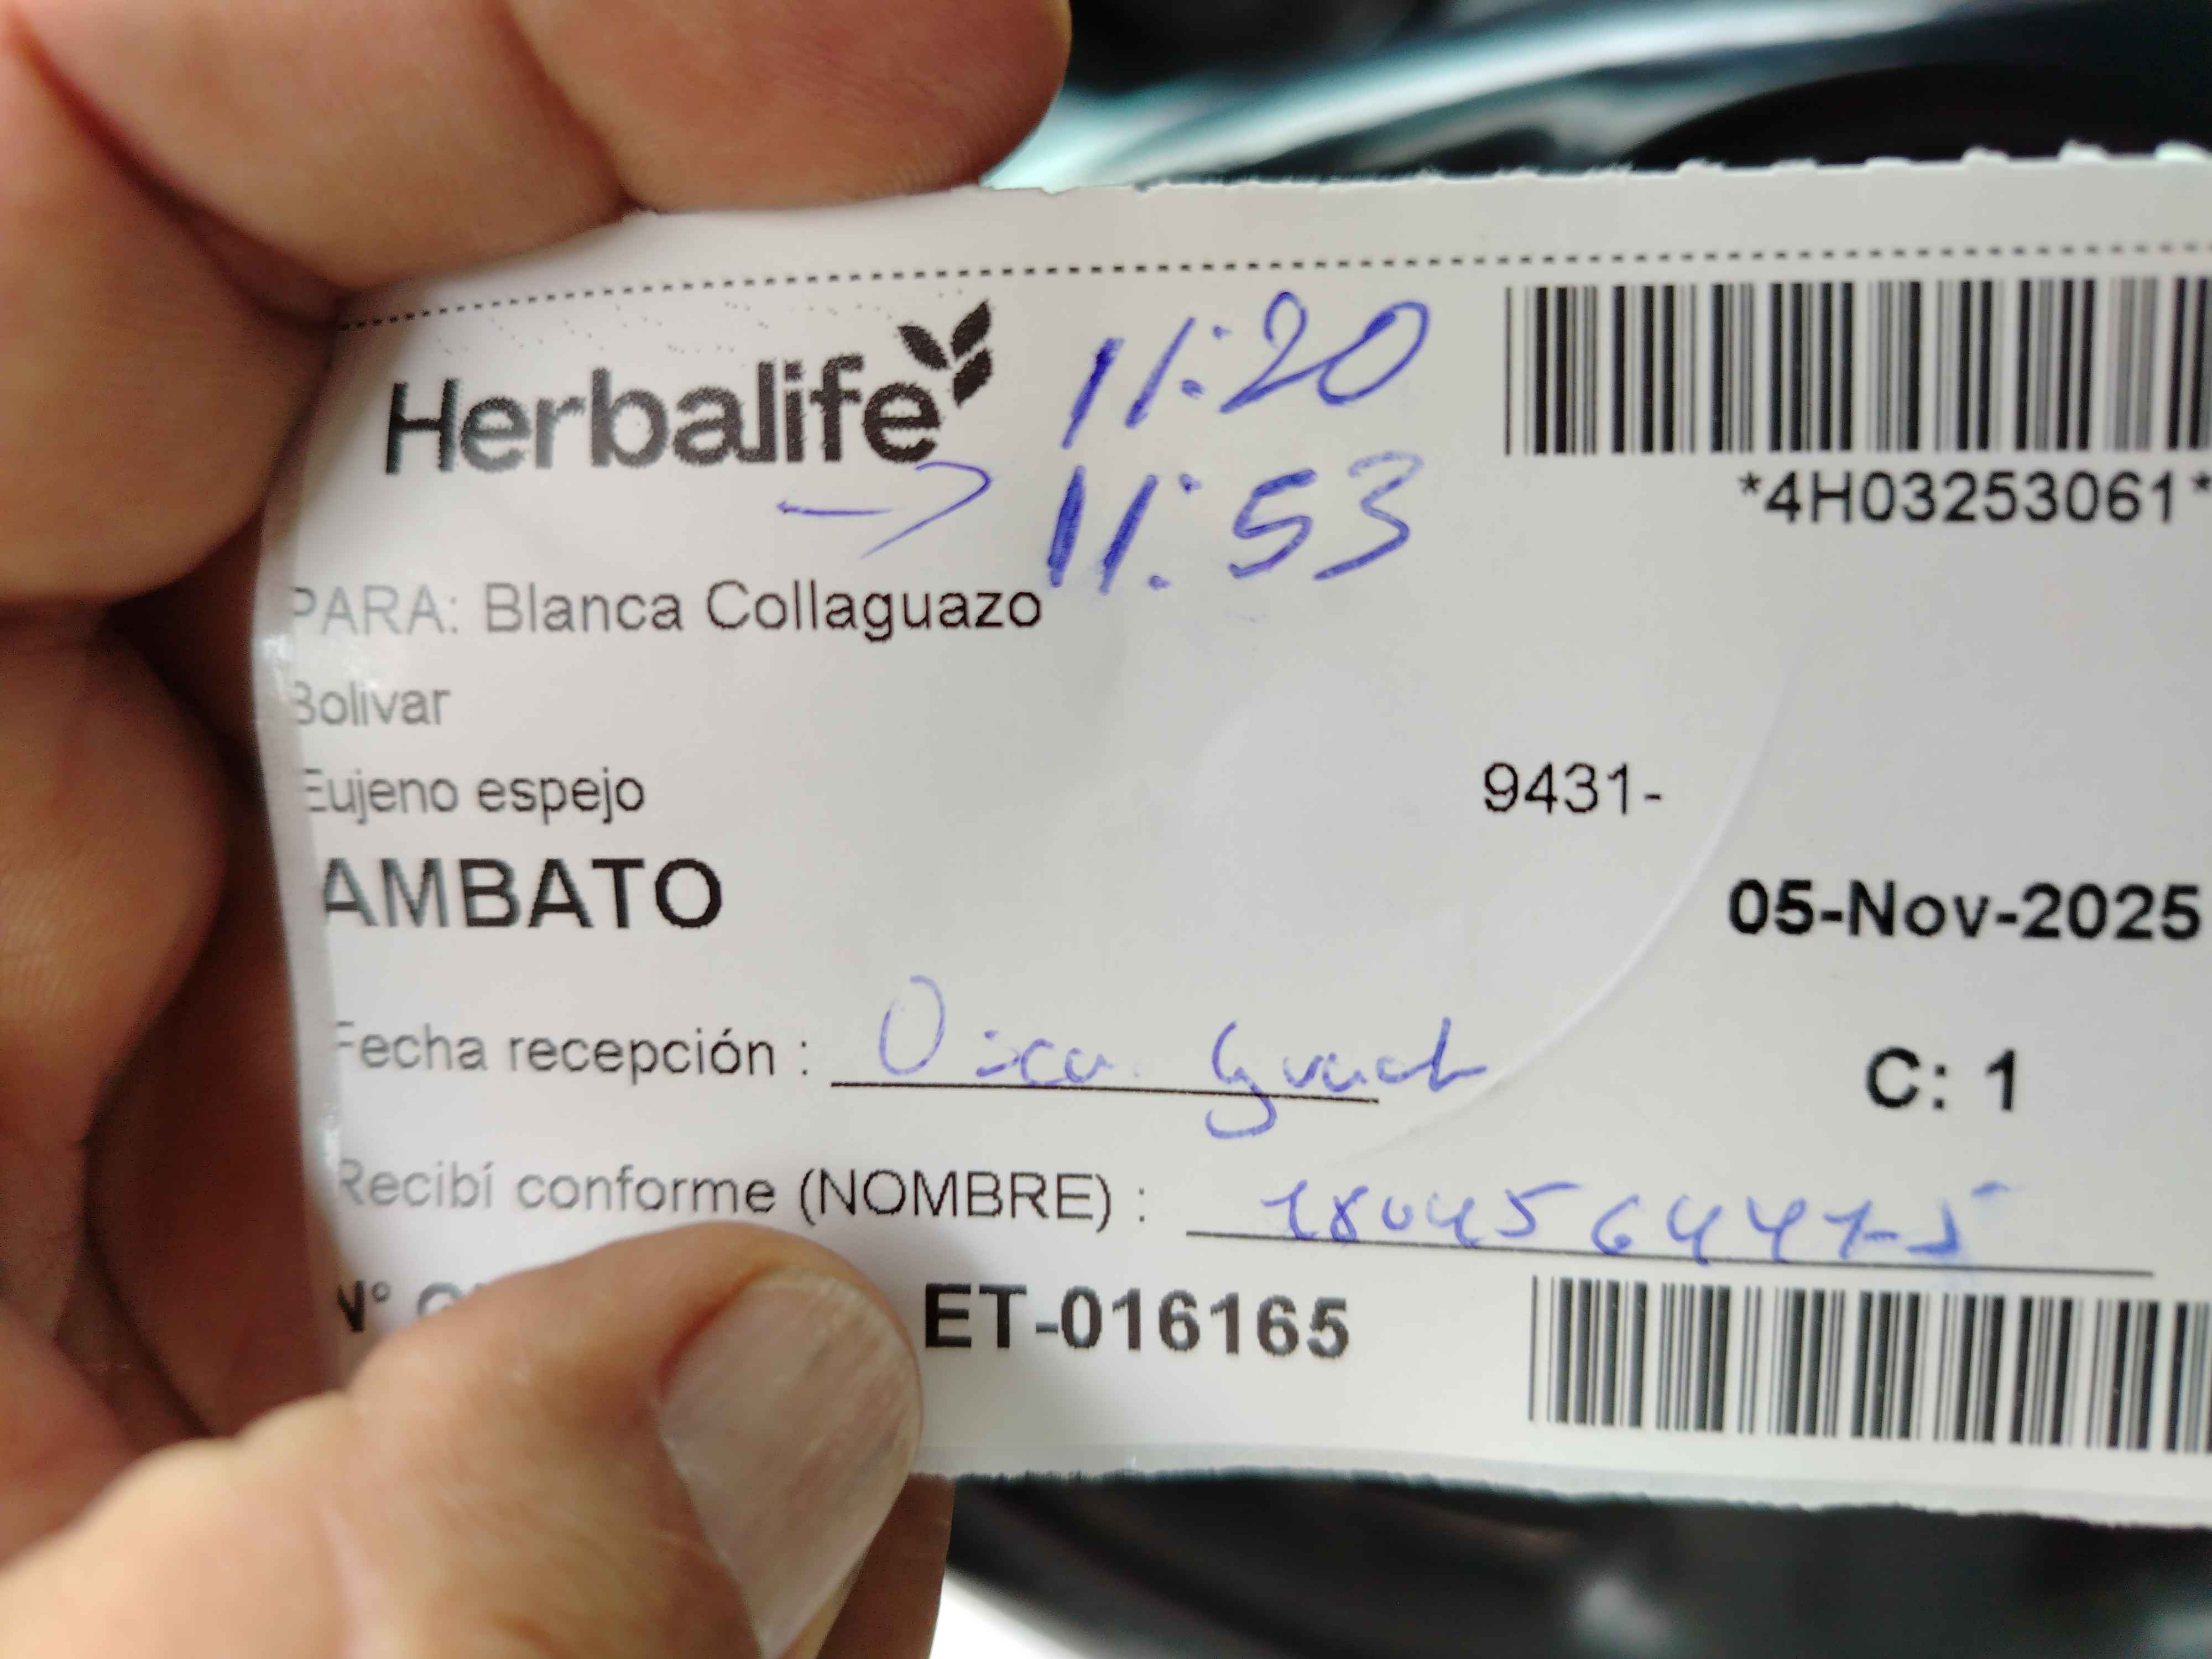 Herbalife
11:20
11:53
*4H03253061*
PARA: Blanca Collaguazo
Bolivar
Eujeno espejo
9431-
AMBATO
05-Nov-2025
Fecha recepción :
C: 1
Recibí conforme (NOMBRE) :
N°
ET-016165